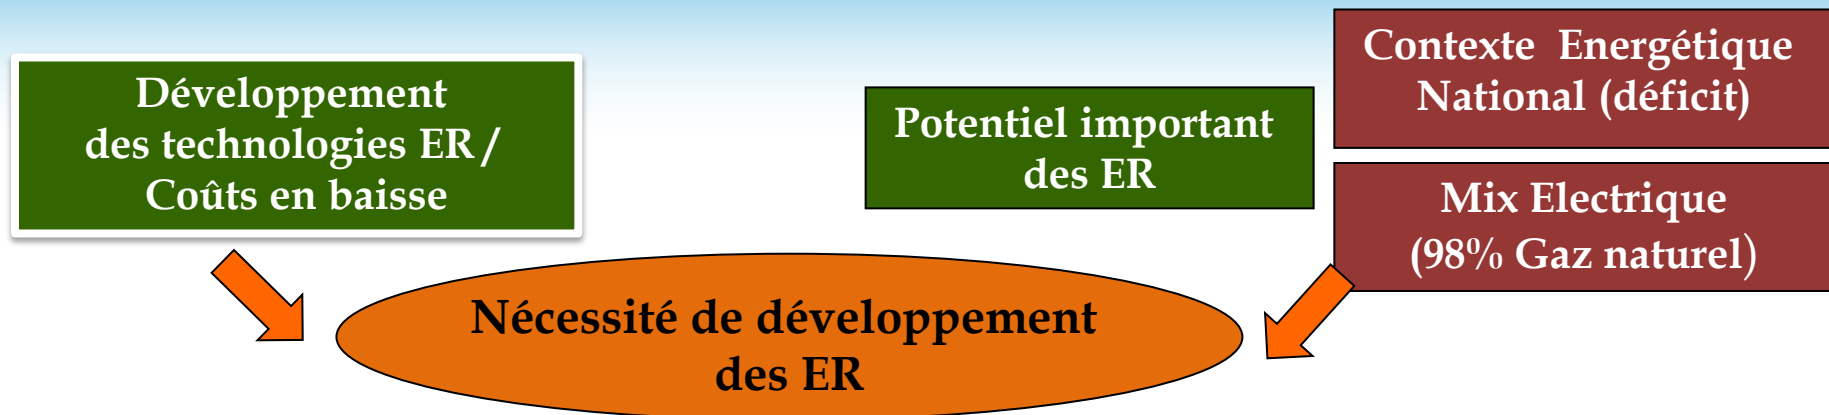 Développement
des technologies ER /
Coûts en baisse
Potentiel important
des ER
Contexte Energétique
National (déficit)
Mix Electrique
(98% Gaz naturel)
Nécessité de développement
des ER